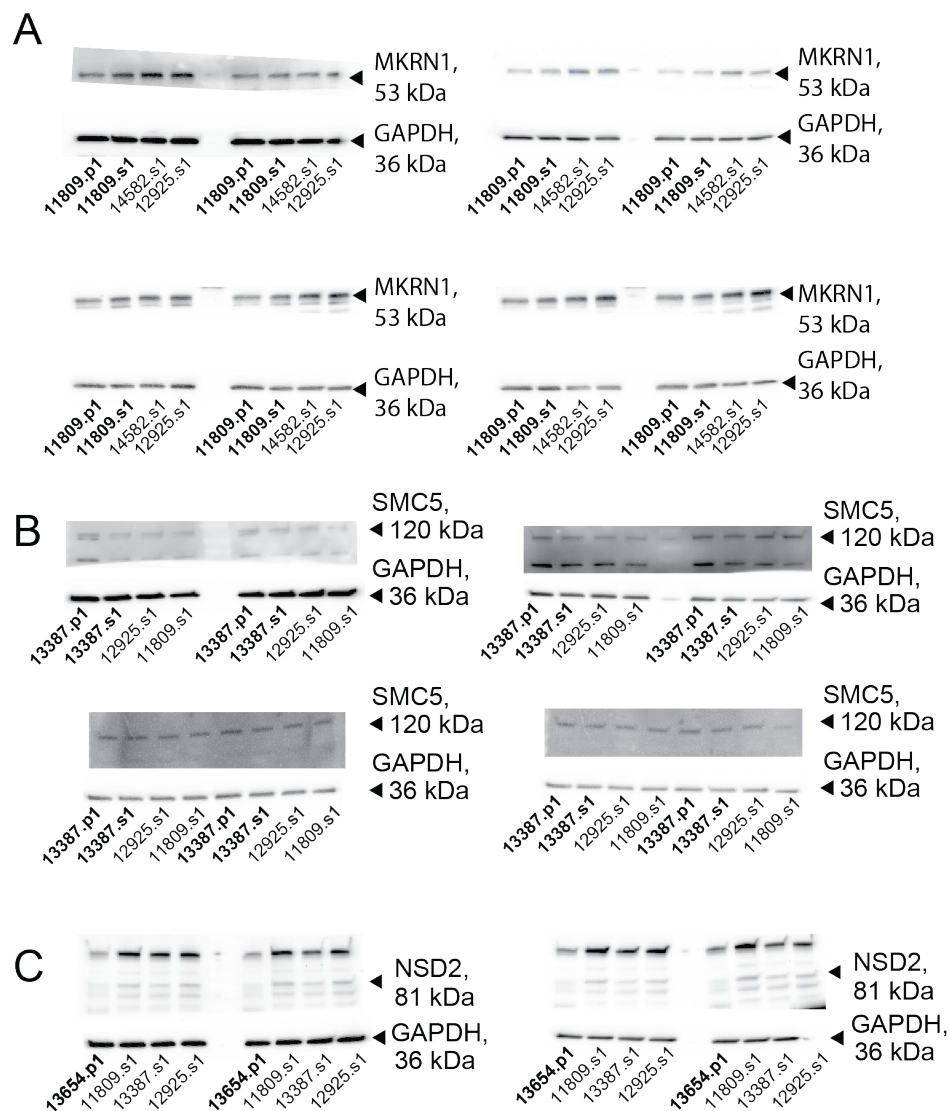 A
MKRN1,
53 kDa
GAPDH,
36 kDa
11809.p1
11809.s1
14582.s1
12925.s1
11809.p1
11809.s1
14582.s1
12925.s1
MKRN1,
53 kDa
GAPDH,
36 kDa
11809.p1
11809.s1
14582.s1
12925.s1
11809.p1
11809.s1
14582.s1
12925.s1
MKRN1,
53 kDa
GAPDH,
36 kDa
11809.p1
11809.s1
14582.s1
12925.s1
11809.p1
11809.s1
14582.s1
12925.s1
MKRN1,
53 kDa
GAPDH,
36 kDa
11809.p1
11809.s1
14582.s1
12925.s1
11809.p1
11809.s1
14582.s1
12925.s1
B
SMC5,
120 kDa
GAPDH,
36 kDa
13387.p1
13387.s1
12925.s1
11809.s1
13387.p1
13387.s1
12925.s1
11809.s1
SMC5,
120 kDa
GAPDH,
36 kDa
13387.p1
13387.s1
12925.s1
11809.s1
13387.p1
13387.s1
12925.s1
11809.s1
SMC5,
120 kDa
GAPDH,
36 kDa
13387.p1
13387.s1
12925.s1
11809.s1
13387.p1
13387.s1
12925.s1
11809.s1
SMC5,
120 kDa
GAPDH,
36 kDa
13387.p1
13387.s1
12925.s1
11809.s1
13387.p1
13387.s1
12925.s1
11809.s1
C
NSD2,
81 kDa
GAPDH,
36 kDa
13654.p1
11809.s1
13387.s1
12925.s1
13654.p1
11809.s1
13387.s1
12925.s1
NSD2,
81 kDa
GAPDH,
36 kDa
13654.p1
11809.s1
13387.s1
12925.s1
13654.p1
11809.s1
13387.s1
12925.s1